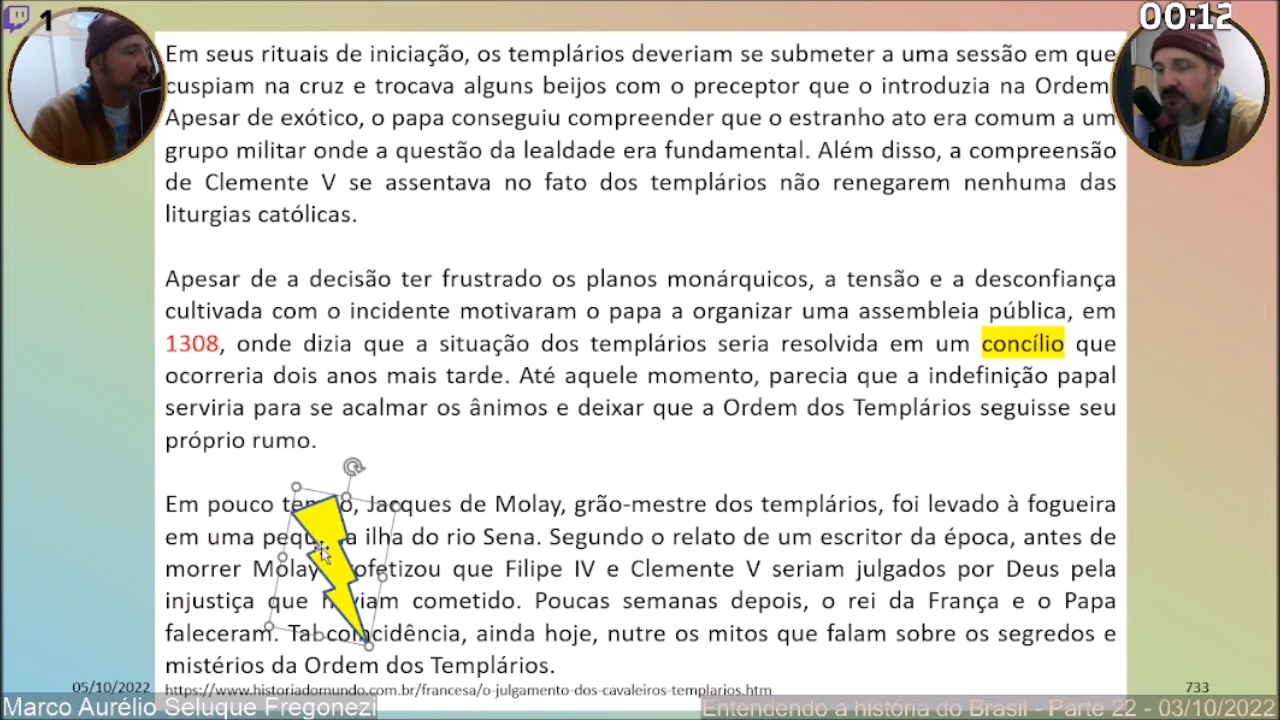 1
00:12
Em seus rituais de iniciação, os templários deveriam se submeter a uma sessão em que
cuspiam na cruz e trocava alguns beijos com o preceptor que o introduzia na Ordem
Apesar de exótico, o papa conseguiu compreender que o estranho ato era comum a um
grupo militar onde a questão da lealdade era fundamental. Além disso, a compreensão
de Clemente V se assentava no fato dos templários não renegarem nenhuma das
liturgias católicas.
Apesar de a decisão ter frustrado os planos monárquicos, a tensão e a desconfiança
cultivada com o incidente motivaram o papa a organizar uma assembleia pública, em
1308, onde dizia que a situação dos templários seria resolvida em um concílio que
ocorreria dois anos mais tarde. Até aquele momento, parecia que a indefinição papal
serviria para se acalmar os ânimos e deixar que a Ordem dos Templários seguisse seu
próprio rumo.
Em pouco Jacques de Molay, grão-mestre dos templários, foi levado à fogueira
em uma ilha do rio Sena. Segundo o relato de um escritor da época, antes de
morrer Molay que Filipe IV e Clemente V seriam julgados por Deus pela
injustiça que cometido. Poucas semanas depois, o rei da França e o Papa
faleceram. Tal coincidência, ainda hoje, nutre os mitos que falam sobre os segredos e
mistérios da Ordem dos Templários.
05/10/2022
https://www.historiadomundo.com.br/francesa/o-julgamento-dos-cavaleiros-templarios.htm
733
Marco Aurélio Seluque Fregonezi
Entendendo a história do Brasil - Parte 22 - 03/10/2022